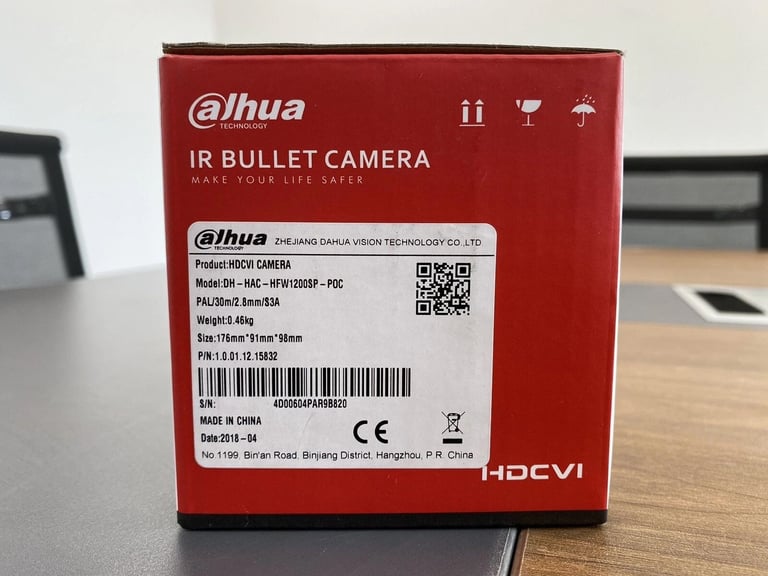 alhua
TECHNOLOGY
IR BULLET CAMERA
MAKE YOUR LIFE SAFER
alhua
TECHNOLOGY
ZHEJIANG DAHUA VISION TECHNOLOGY CO.,LTD
Product:HDCVI CAMERA
Model:DH-HAC-HFW1200SP-POC
PAL/30m/2.8mm/S3A
Weight:0.46kg
Size:176mm*91mm*98mm
P/N:1.0.01.12.15832
S/N: 4D00604PAR9B820
MADE IN CHINA
Date:2018-04
CE
No.1199, Bin'an Road, Binjiang District, Hangzhou, P.R. China
HDCVI